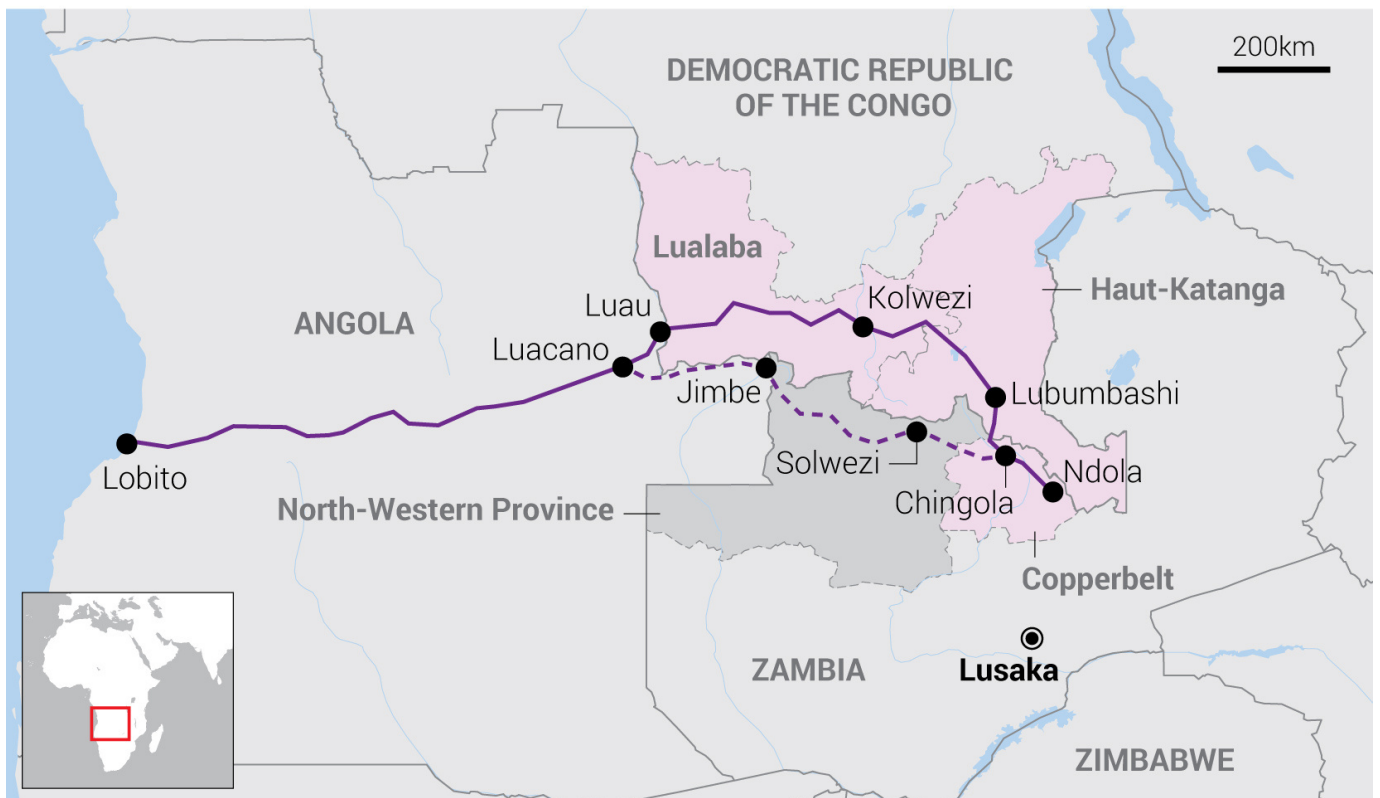 200km
DEMOCRATIC REPUBLIC
OF THE CONGO
Lualaba
Kolwezi
Haut-Katanga
Luau
ANGOLA
Luacano
Jimbe
Lubumbashi
Lobito
Solwezi
Ndola
Chingola
North-Western Province
Copperbelt
ZAMBIA
Lusaka
ZIMBABWE